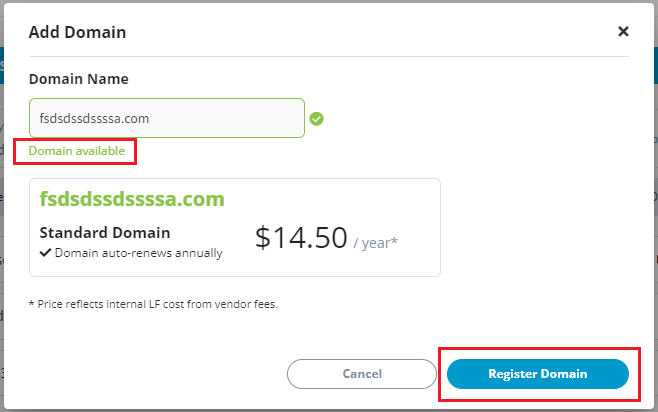 Add Domain
Domain Name
fsdsdssdssssa.com
Domain available
fsdsdssdssssa.com
Standard Domain
Domain auto-renews annually
$14.50 / year*
* Price reflects internal LF cost from vendor fees.
Cancel
Register Domain